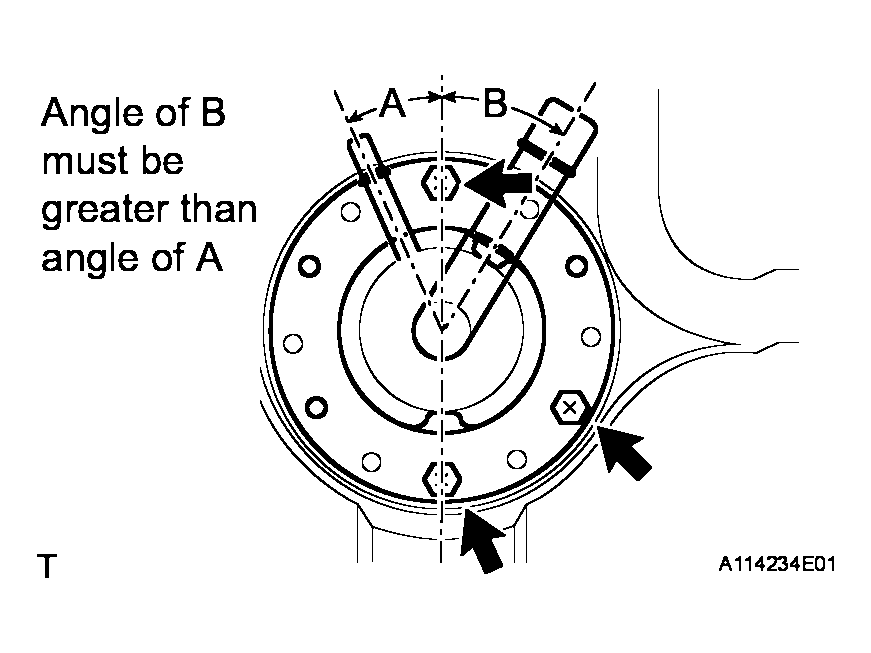 A
B
Angle of B
must be
greater than
angle of A
T
A114234E01